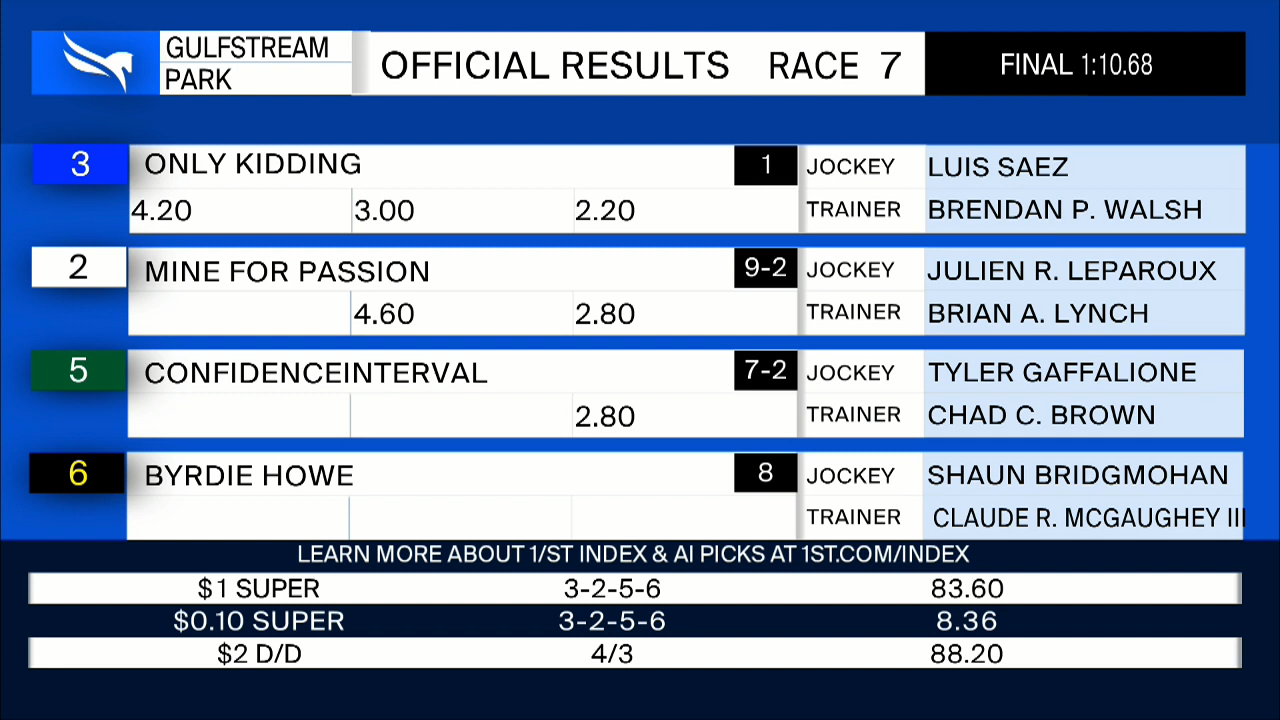 GULFSTREAM
PARK
OFFICIAL RESULTS RACE 7
FINAL 1:10.68
3 ONLY KIDDING 1 JOCKEY LUIS SAEZ
4.20 3.00 2.20 TRAINER BRENDAN P. WALSH
2 MINE FOR PASSION 9-2 JOCKEY JULIEN R. LEPAROUX
4.60 2.80 TRAINER BRIAN A. LYNCH
5 CONFIDENCEINTERVAL 7-2 JOCKEY TYLER GAFFALIONE
2.80 TRAINER CHAD C. BROWN
6 BYRDIE HOWE 8 JOCKEY SHAUN BRIDGMOHAN
TRAINER CLAUDE R. MCGAUGHEY III
LEARN MORE ABOUT 1/ST INDEX & AI PICKS AT 1ST.COM/INDEX
$1 SUPER 3-2-5-6 83.60
$0.10 SUPER 3-2-5-6 8.36
$2 D/D 4/3 88.20